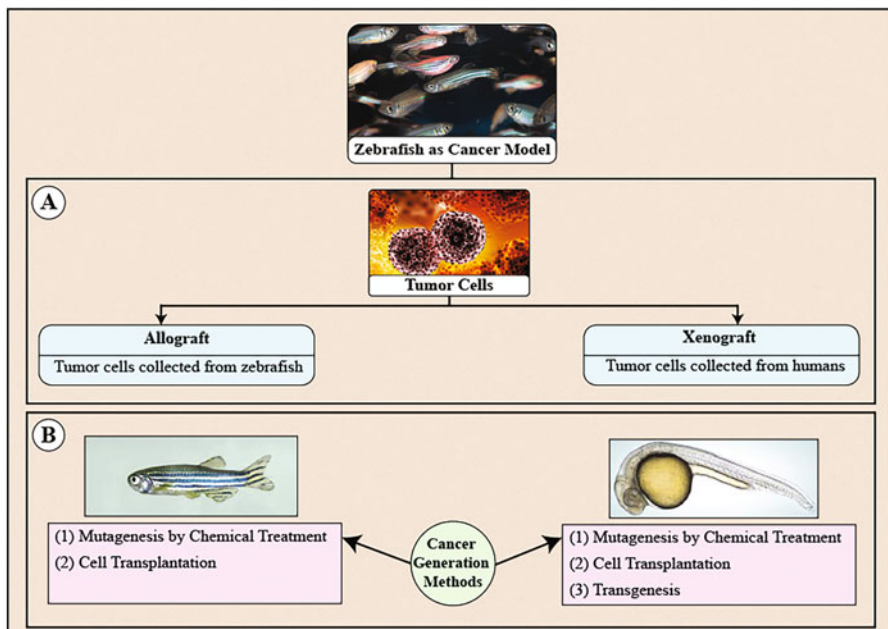 Zebrafish as Cancer Model
A
Tumor Cells
Allograft
Tumor cells collected from zebrafish
Xenograft
Tumor cells collected from humans
B
(1) Mutagenesis by Chemical Treatment
(2) Cell Transplantation
Cancer
Generation
Methods
(1) Mutagenesis by Chemical Treatment
(2) Cell Transplantation
(3) Transgenesis